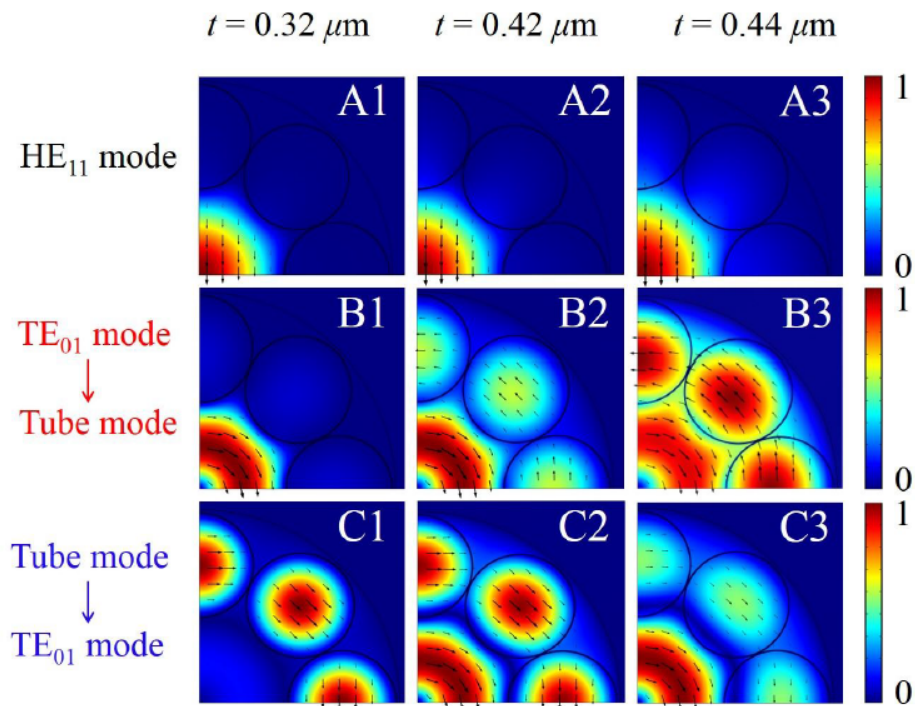 t = 0.32 μm
t = 0.42 μm
t = 0.44 μm
HE₁₁ mode
A1
A2
A3
1
0
TE₀₁ mode
↓
Tube mode
B1
B2
B3
1
0
Tube mode
↓
TE₀₁ mode
C1
C2
C3
1
0